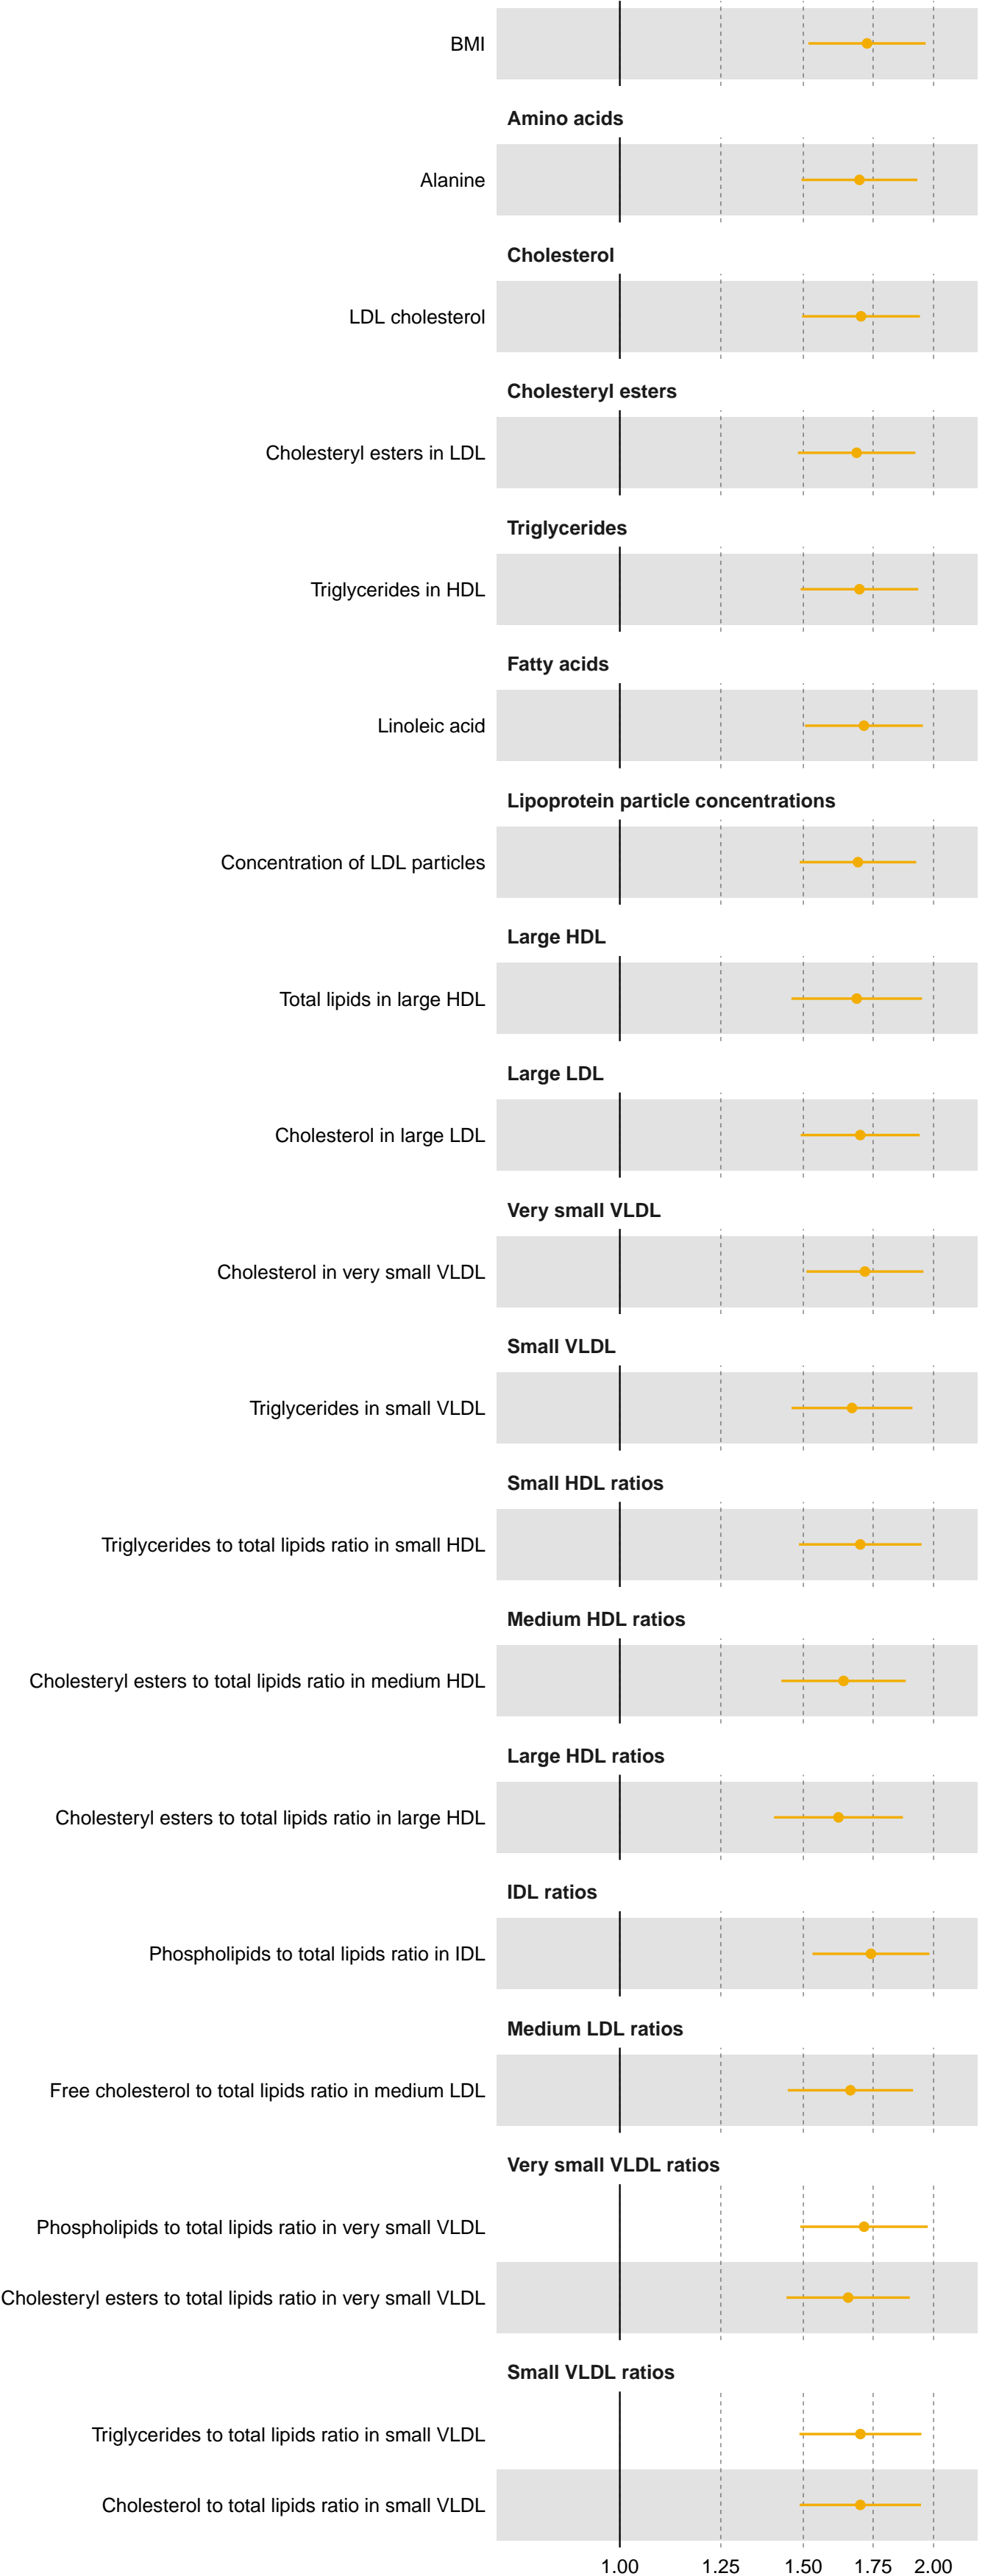 BMI
Amino acids
Alanine
Cholesterol
LDL cholesterol
Cholesteryl esters
Cholesteryl esters in LDL
Triglycerides
Triglycerides in HDL
Fatty acids
Linoleic acid
Lipoprotein particle concentrations
Concentration of LDL particles
Large HDL
Total lipids in large HDL
Large LDL
Cholesterol in large LDL
Very small VLDL
Cholesterol in very small VLDL
Small VLDL
Triglycerides in small VLDL
Small HDL ratios
Triglycerides to total lipids ratio in small HDL
Medium HDL ratios
Cholesteryl esters to total lipids ratio in medium HDL
Large HDL ratios
Cholesteryl esters to total lipids ratio in large HDL
IDL ratios
Phospholipids to total lipids ratio in IDL
Medium LDL ratios
Free cholesterol to total lipids ratio in medium LDL
Very small VLDL ratios
Phospholipids to total lipids ratio in very small VLDL
Cholesteryl esters to total lipids ratio in very small VLDL
Small VLDL ratios
Triglycerides to total lipids ratio in small VLDL
Cholesterol to total lipids ratio in small VLDL
1.00 1.25 1.50 1.75 2.00